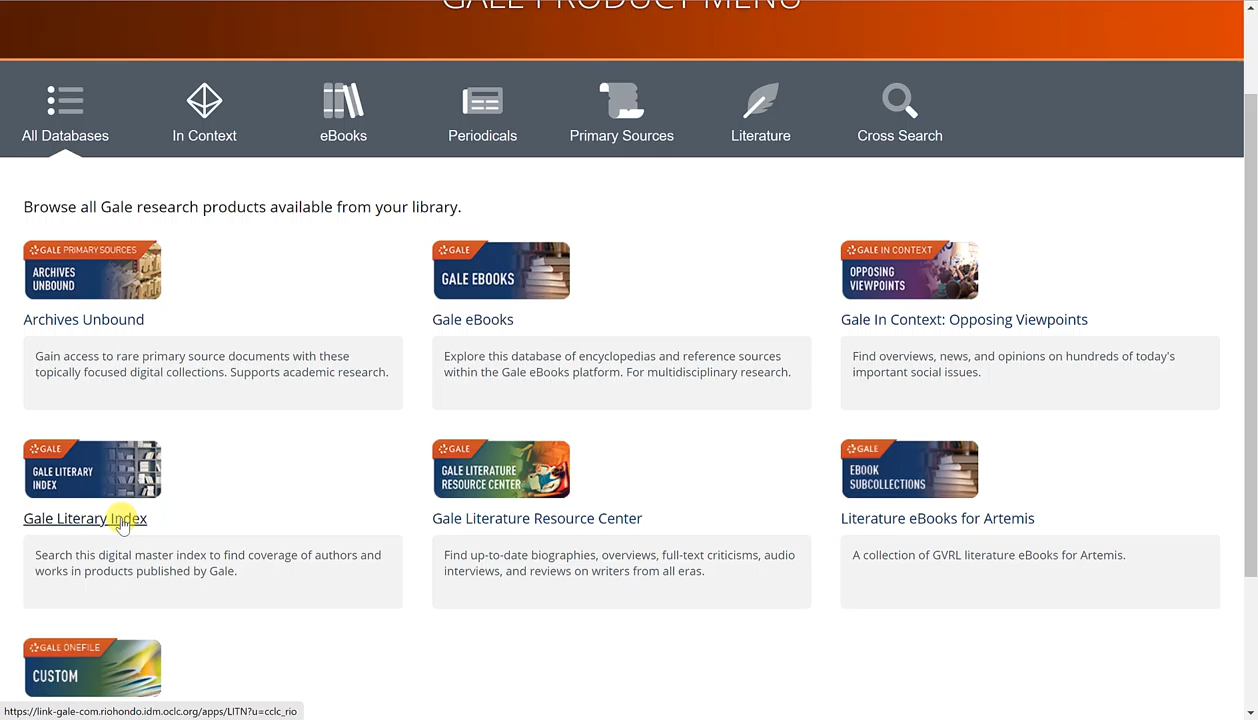 GALE PRODUCT MENU
All Databases
In Context
eBooks
Periodicals
Primary Sources
Literature
Cross Search
Browse all Gale research products available from your library.
GALE PRIMARY SOURCES
ARCHIVES
UNBOUND
Archives Unbound
Gain access to rare primary source documents with these
topically focused digital collections. Supports academic research.
GALE
GALE EBOOKS
Gale eBooks
Explore this database of encyclopedias and reference sources
within the Gale eBooks platform. For multidisciplinary research.
GALE IN CONTEXT
OPPOSING
VIEWPOINTS
Gale In Context: Opposing Viewpoints
Find overviews, news, and opinions on hundreds of today's
important social issues.
GALE
GALE LITERARY
INDEX
Gale Literary Index
Search this digital master index to find coverage of authors and
works in products published by Gale.
GALE
GALE LITERATURE
RESOURCE CENTER
Gale Literature Resource Center
Find up-to-date biographies, overviews, full-text criticisms, audio
interviews, and reviews on writers from all eras.
GALE
EBOOK
SUBCOLLECTIONS
Literature eBooks for Artemis
A collection of GVRL literature eBooks for Artemis.
GALE ONEFILE
CUSTOM
https://link-gale-com.riohondo.idm.oclc.org/apps/LITN?u=cclc_rio